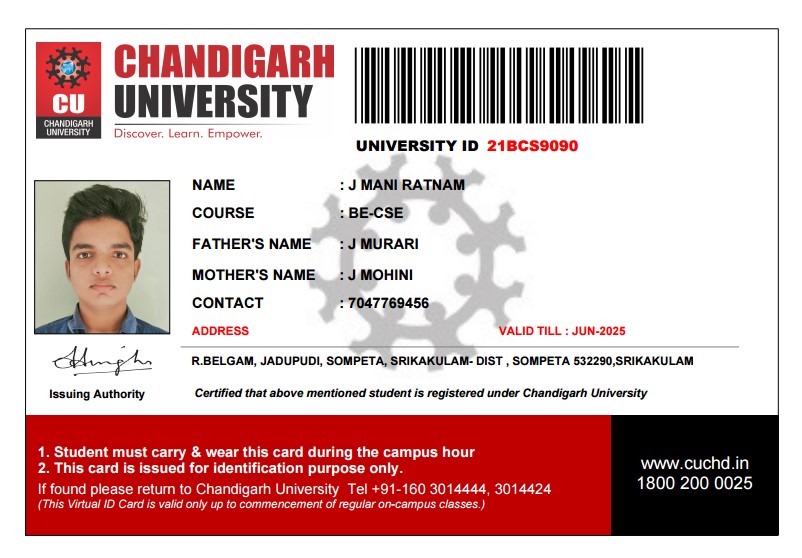 CU
CHANDIGARH
UNIVERSITY
CHANDIGARH
UNIVERSITY
Discover. Learn. Empower.
UNIVERSITY ID 21BCS9090
NAME : J MANI RATNAM
COURSE : BE-CSE
FATHER'S NAME : J MURARI
MOTHER'S NAME : J MOHINI
CONTACT : 7047769456
ADDRESS VALID TILL : JUN-2025
R.BELGAM, JADUPUDI, SOMPETA, SRIKAKULAM- DIST , SOMPETA 532290,SRIKAKULAM
Issuing Authority
Certified that above mentioned student is registered under Chandigarh University
1. Student must carry & wear this card during the campus hour
2. This card is issued for identification purpose only.
If found please return to Chandigarh University Tel +91-160 3014444, 3014424
(This Virtual ID Card is valid only up to commencement of regular on-campus classes.)
www.cuchd.in
1800 200 0025